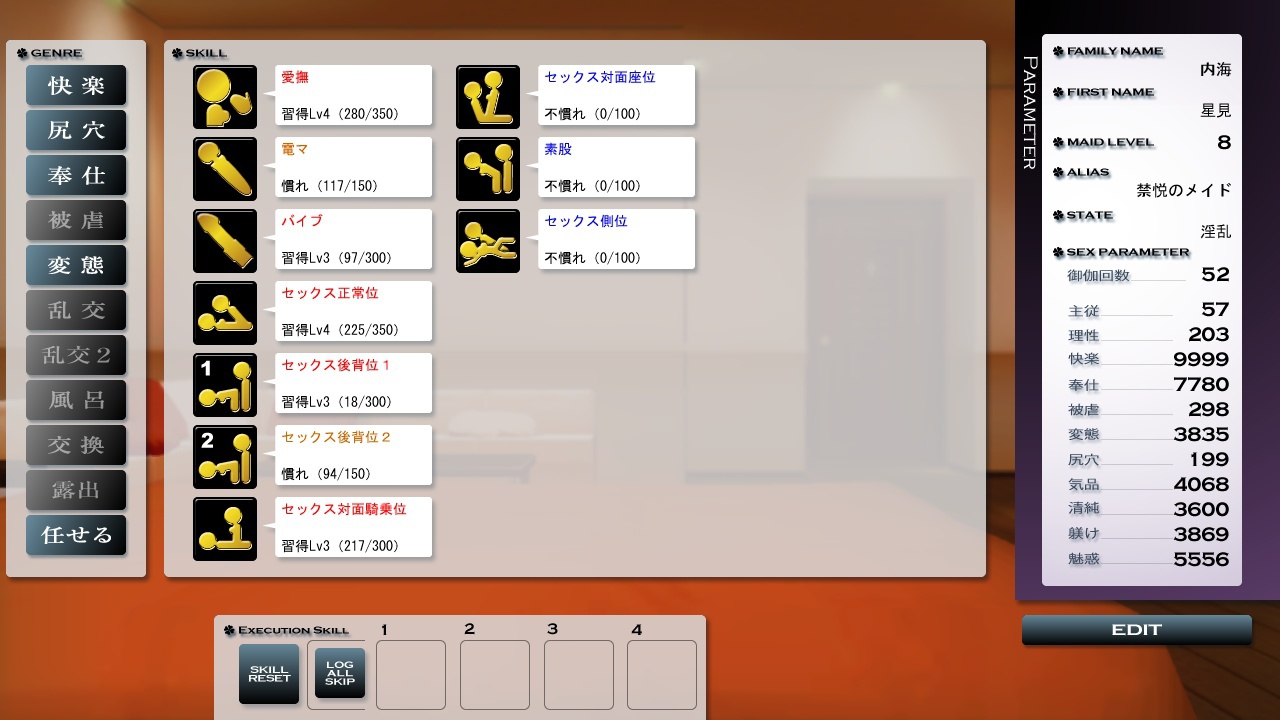 GENRE
快楽
尻穴
奉仕
被虐
変態
乱交
乱交2
風呂
交換
露出
任せる
SKILL
愛撫
習得Lv4（280/350）
電マ
慣れ（117/150）
バイブ
習得Lv3（97/300）
セックス正常位
習得Lv4（225/350）
1
セックス後背位１
習得Lv3（18/300）
2
セックス後背位２
慣れ（94/150）
セックス対面騎乗位
習得Lv3（217/300）
セックス対面座位
不慣れ（0/100）
素股
不慣れ（0/100）
セックス側位
不慣れ（0/100）
PARAMETER
FAMILY NAME
内海
FIRST NAME
星見
MAID LEVEL 8
ALIAS
禁悦のメイド
STATE
淫乱
SEX PARAMETER
御伽回数 52
主従 57
理性 203
快楽 9999
奉仕 7780
被虐 298
変態 3835
尻穴 199
気品 4068
清純 3600
躾け 3869
魅惑 5556
EDIT
EXECUTION SKILL
SKILL
RESET
LOG
ALL
SKIP
1 2 3 4